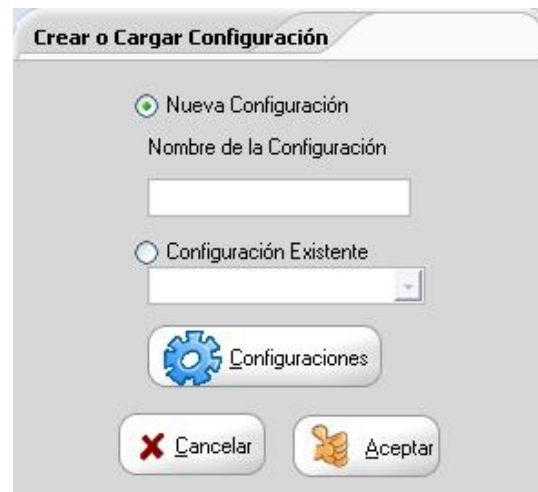 Crear o Cargar Configuración
Nueva Configuración
Nombre de la Configuración
Configuración Existente
Configuraciones
Cancelar
Aceptar